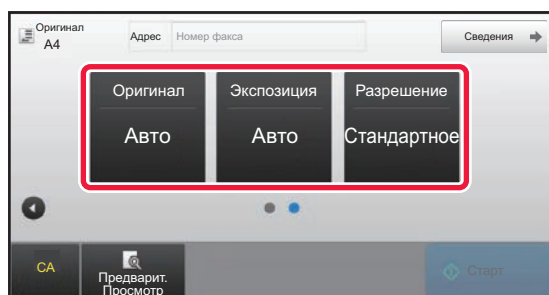 Оригинал
A4
Адрес
Номер факса
Сведения
Оригинал
Экспозиция
Разрешение
Авто
Авто
Стандартное
CA
Предварит.
Просмотр
Старт